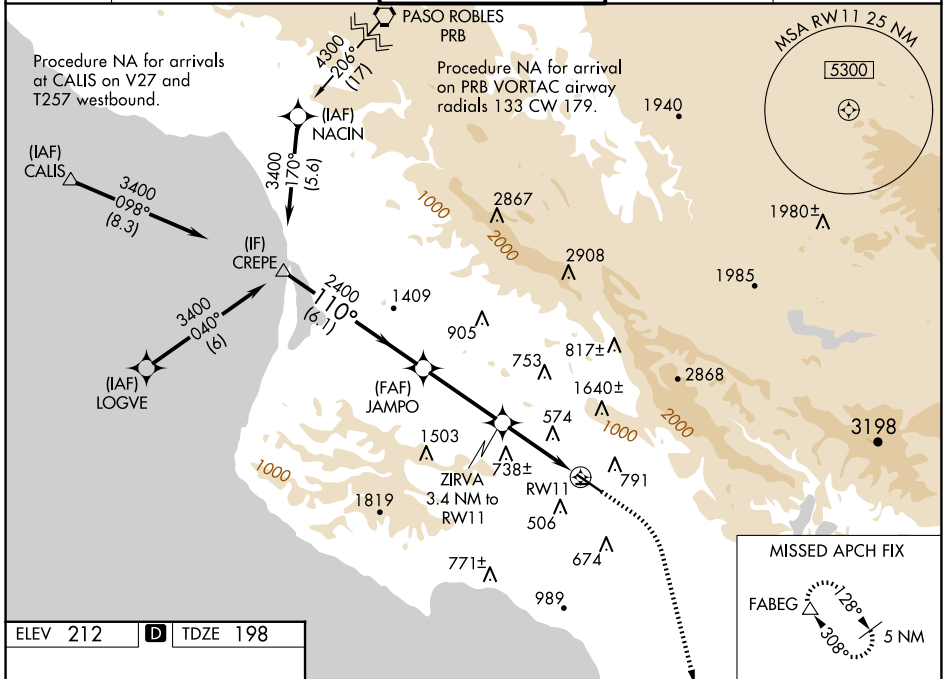 PASO ROBLES
PRB
MSA RW11 25 NM
5300
Procedure NA for arrivals
at CALIS on V27 and
T257 westbound.
4300
206°
(17)
Procedure NA for arrival
on PRB VORTAC airway
radials 133 CW 179.
1940
(IAF)
NACIN
(IAF)
CALIS
3400
098°
(8.3)
3400
170°
(5.6)
1000
2867
2000
1980±
(IF)
CREPE
2908
1985
2400
110°
(6.1)
1409
905
3400
040°
(6)
817±
753
2868
(IAF)
LOGVE
(FAF)
JAMPO
1640±
574
1000
2000
3198
1503
738±
791
1000
ZIRVA
3.4 NM to
RW11
RW11
1819
506
674
771±
989
MISSED APCH FIX
FABEG
128°
308°
5 NM
ELEV 212
D
TDZE 198